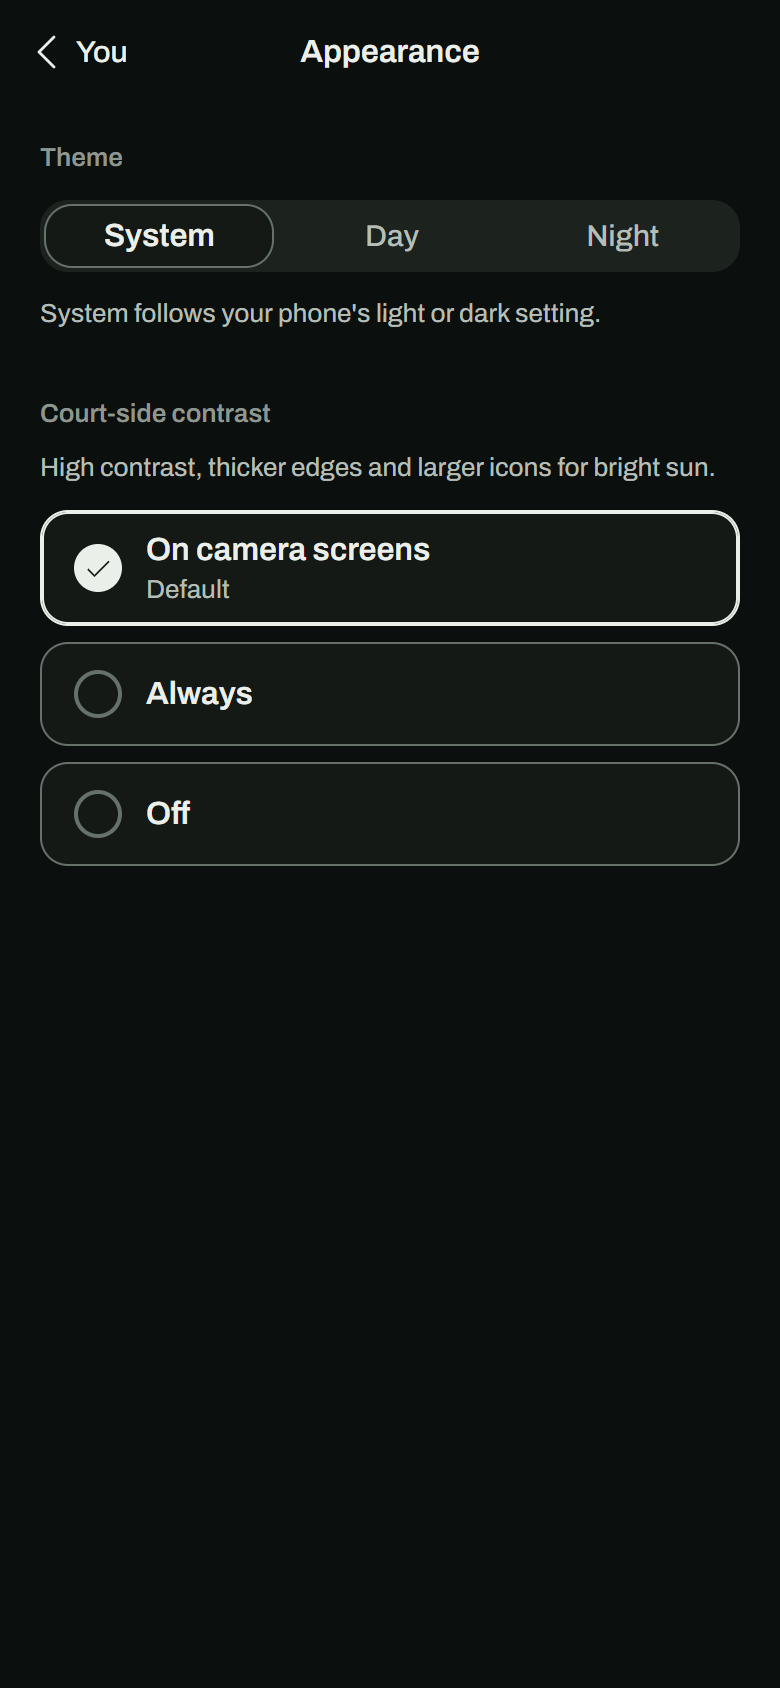 You
Appearance
Theme
System
Day
Night
System follows your phone's light or dark setting.
Court-side contrast
High contrast, thicker edges and larger icons for bright sun.
On camera screens
Default
Always
Off